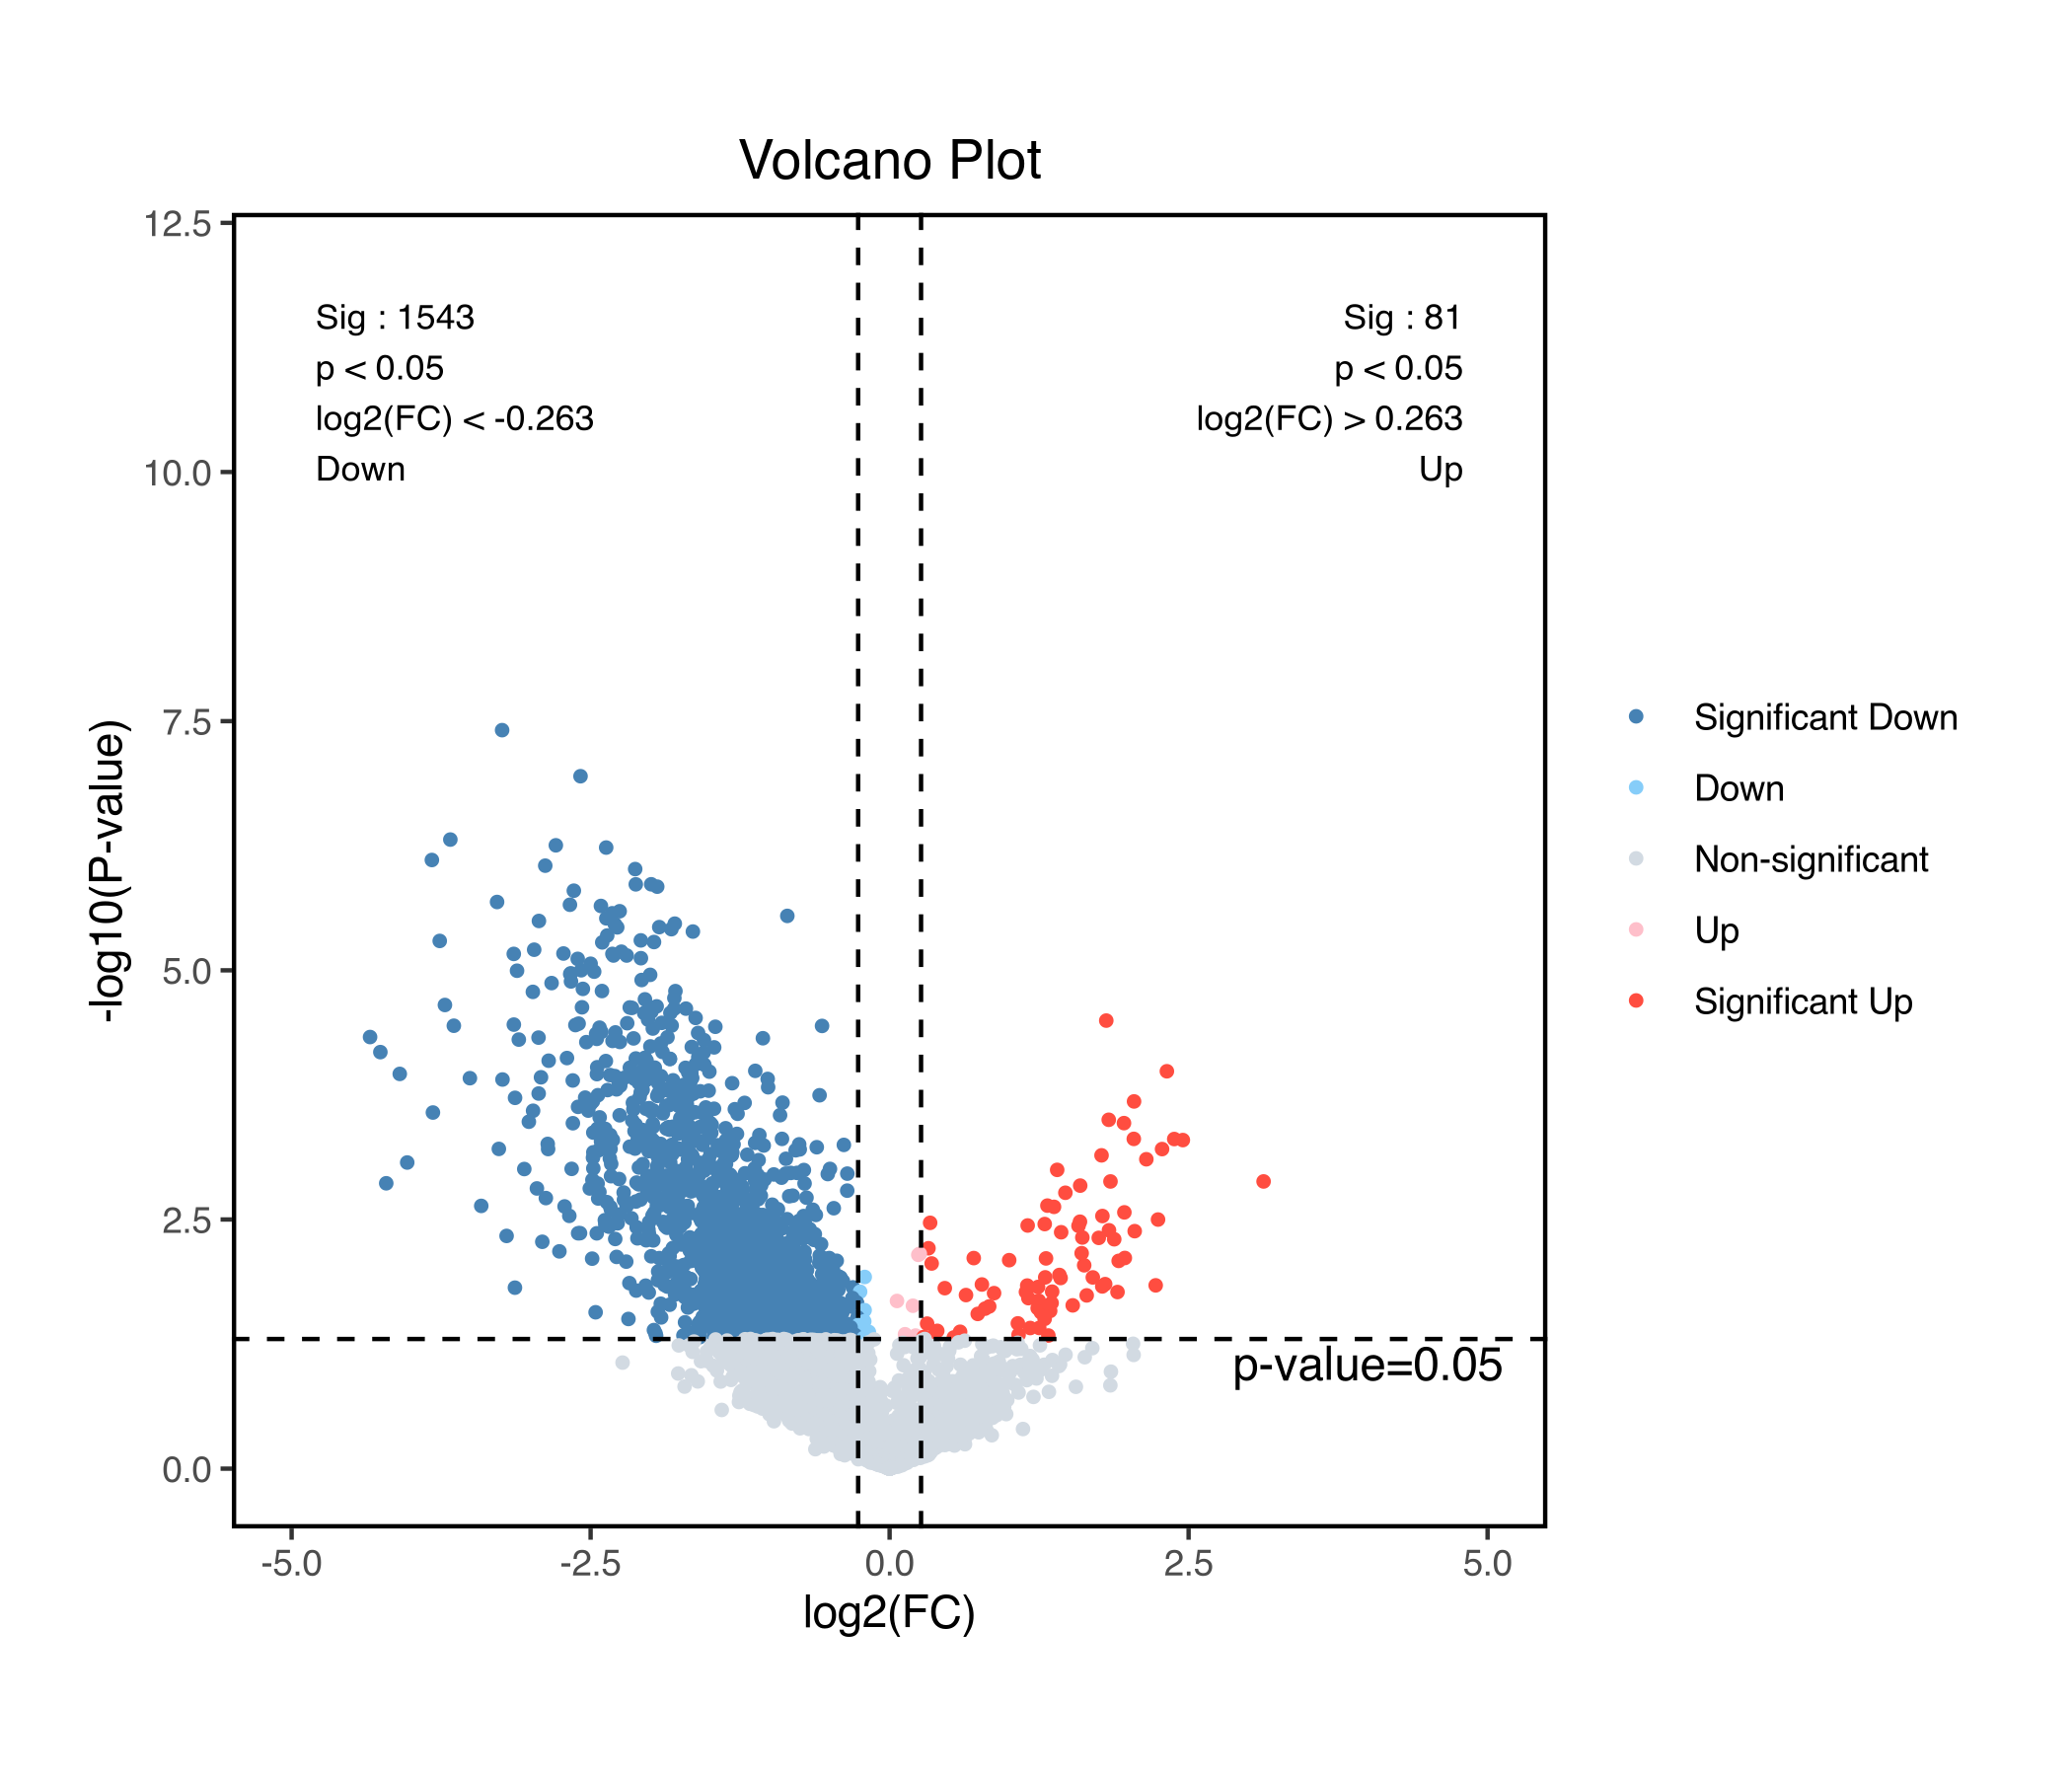 Volcano Plot
12.5
10.0
7.5
5.0
2.5
0.0
-log10(P-value)
Sig : 1543
p < 0.05
log2(FC) < -0.263
Down
Sig : 81
p < 0.05
log2(FC) > 0.263
Up
p-value=0.05
-5.0
-2.5
0.0
2.5
5.0
log2(FC)
Significant Down
Down
Non-significant
Up
Significant Up